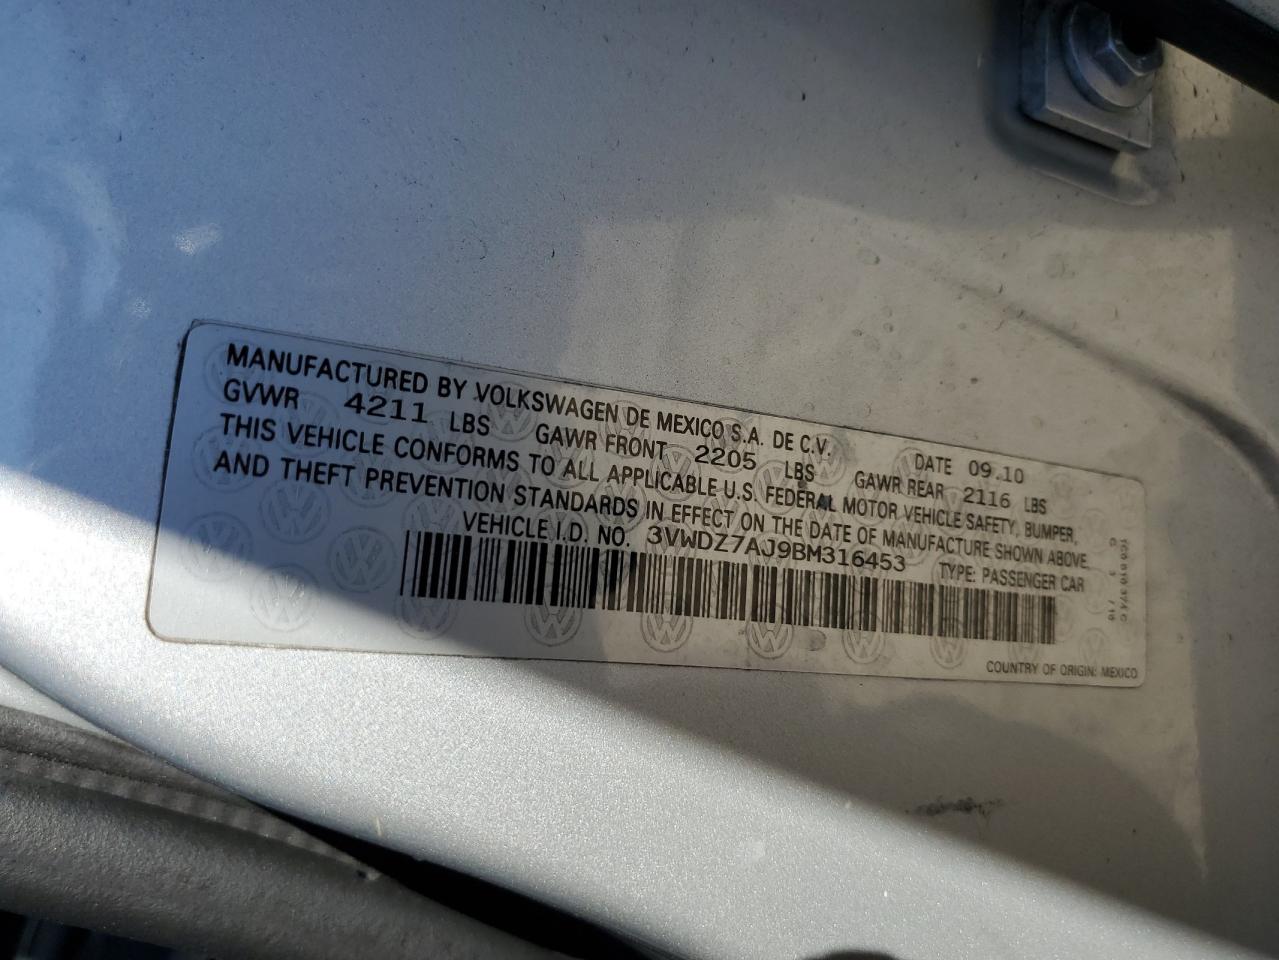 MANUFACTURED BY VOLKSWAGEN DE MEXICO S.A. DE C.V. DATE 09.10
GVWR 4211 LBS GAWR FRONT 2205 LBS GAWR REAR 2116 LBS
THIS VEHICLE CONFORMS TO ALL APPLICABLE U.S. FEDERAL MOTOR VEHICLE SAFETY, BUMPER,
AND THEFT PREVENTION STANDARDS IN EFFECT ON THE DATE OF MANUFACTURE SHOWN ABOVE.
VEHICLE I.D. NO. 3VWDZ7AJ9BM316453 TYPE: PASSENGER CAR
COUNTRY OF ORIGIN: MEXICO